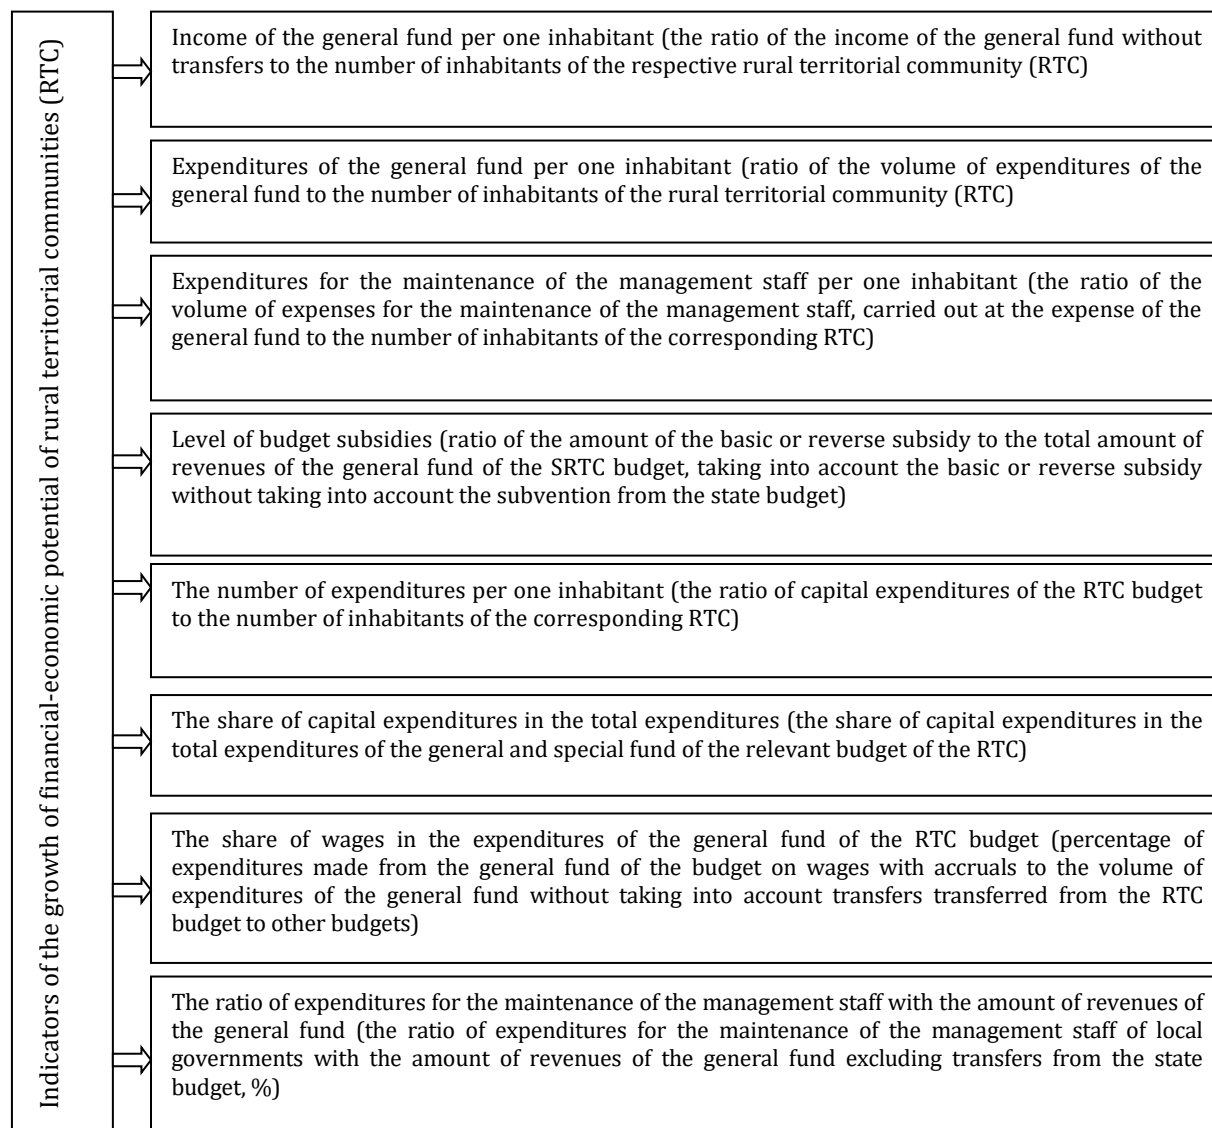 Indicators of the growth of financial-economic potential of rural territorial communities (RTC)
Income of the general fund per one inhabitant (the ratio of the income of the general fund without
transfers to the number of inhabitants of the respective rural territorial community (RTC)
Expenditures of the general fund per one inhabitant (ratio of the volume of expenditures of the
general fund to the number of inhabitants of the rural territorial community (RTC)
Expenditures for the maintenance of the management staff per one inhabitant (the ratio of the
volume of expenses for the maintenance of the management staff, carried out at the expense of the
general fund to the number of inhabitants of the corresponding RTC)
Level of budget subsidies (ratio of the amount of the basic or reverse subsidy to the total amount of
revenues of the general fund of the SRTC budget, taking into account the basic or reverse subsidy
without taking into account the subvention from the state budget)
The number of expenditures per one inhabitant (the ratio of capital expenditures of the RTC budget
to the number of inhabitants of the corresponding RTC)
The share of capital expenditures in the total expenditures (the share of capital expenditures in the
total expenditures of the general and special fund of the relevant budget of the RTC)
The share of wages in the expenditures of the general fund of the RTC budget (percentage of
expenditures made from the general fund of the budget on wages with accruals to the volume of
expenditures of the general fund without taking into account transfers transferred from the RTC
budget to other budgets)
The ratio of expenditures for the maintenance of the management staff with the amount of revenues of
the general fund (the ratio of expenditures for the maintenance of the management staff of local
governments with the amount of revenues of the general fund excluding transfers from the state
budget, %)